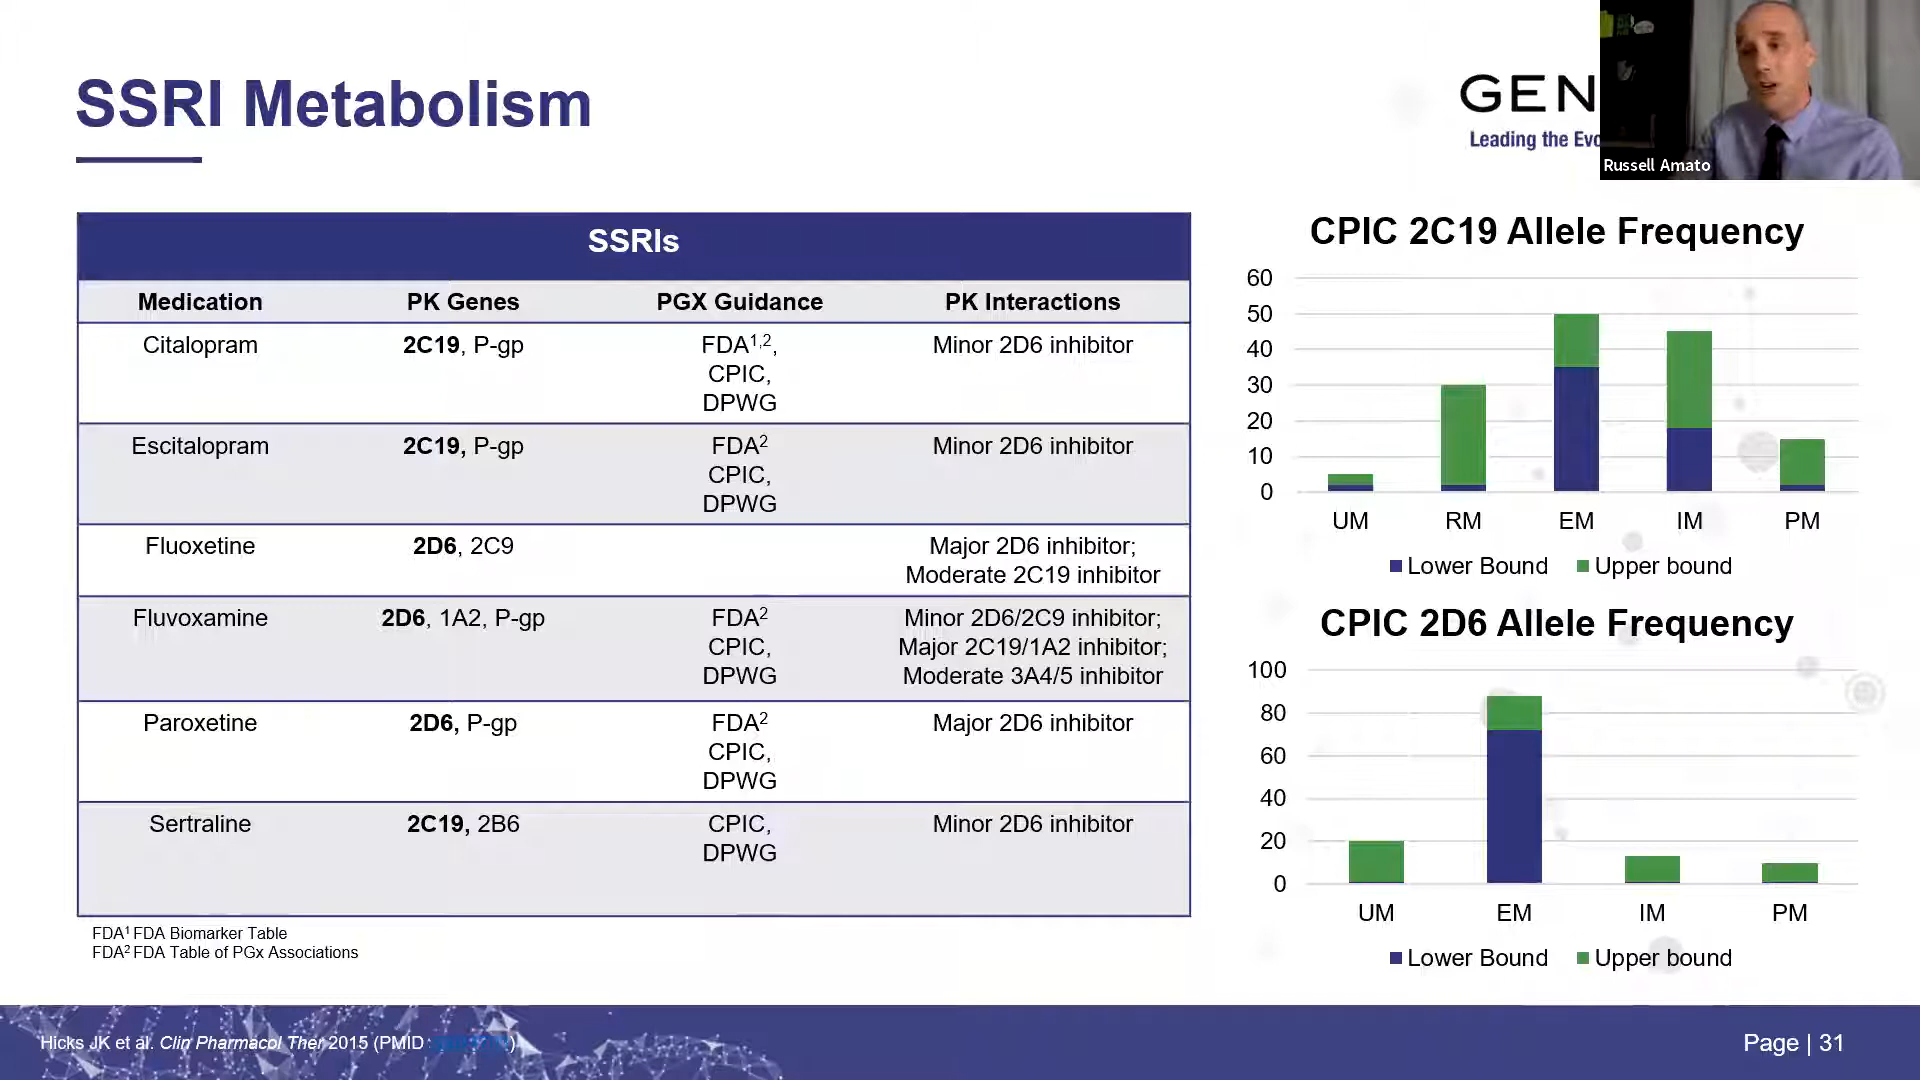 SSRI Metabolism
GEN
Leading the Evo
Russell Amato
SSRIs
Medication PK Genes PGX Guidance PK Interactions
Citalopram 2C19, P-gp FDA1,2, Minor 2D6 inhibitor
CPIC,
DPWG
Escitalopram 2C19, P-gp FDA2 Minor 2D6 inhibitor
CPIC,
DPWG
Fluoxetine 2D6, 2C9 Major 2D6 inhibitor;
Moderate 2C19 inhibitor
Fluvoxamine 2D6, 1A2, P-gp FDA2 Minor 2D6/2C9 inhibitor;
CPIC, Major 2C19/1A2 inhibitor;
DPWG Moderate 3A4/5 inhibitor
Paroxetine 2D6, P-gp FDA2 Major 2D6 inhibitor
CPIC,
DPWG
Sertraline 2C19, 2B6 CPIC, Minor 2D6 inhibitor
DPWG
FDA1 FDA Biomarker Table
FDA2 FDA Table of PGx Associations
CPIC 2C19 Allele Frequency
60
50
40
30
20
10
0
UM RM EM IM PM
Lower Bound Upper bound
CPIC 2D6 Allele Frequency
100
80
60
40
20
0
UM EM IM PM
Lower Bound Upper bound
Hicks JK et al. Clin Pharmacol Ther 2015 (PMID: )
Page | 31